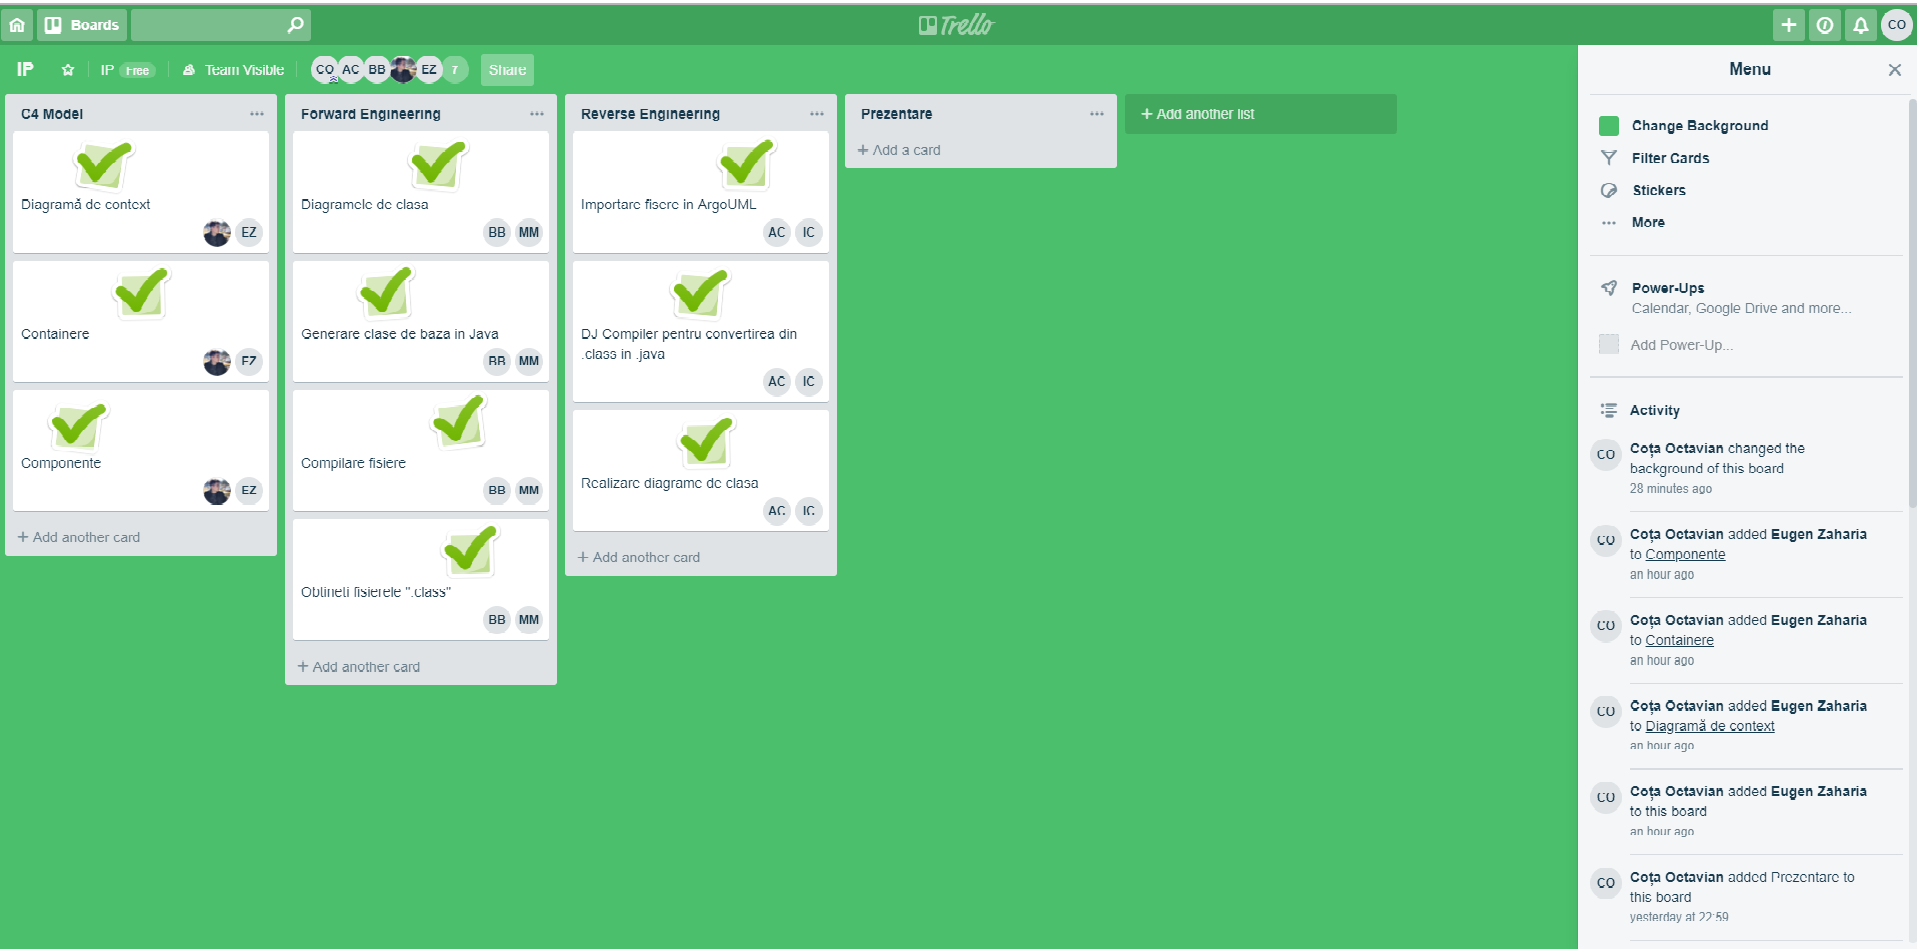 Boards
Trello
CO
IP
IP Free
Team Visible
CO AC BB EZ 7
Share
C4 Model
Diagramă de context
EZ
Containere
EZ
Componente
EZ
+ Add another card
Forward Engineering
Diagramele de clasa
BB MM
Generare clase de baza in Java
BB MM
Compilare fisiere
BB MM
Obtineti fisierele ".class"
BB MM
+ Add another card
Reverse Engineering
Importare fisere in ArgoUML
AC IC
DJ Compiler pentru convertirea din
.class in .java
AC IC
Realizare diagrame de clasa
AC IC
+ Add another card
Prezentare
+ Add a card
+ Add another list
Menu
Change Background
Filter Cards
Stickers
More
Power-Ups
Calendar, Google Drive and more...
Add Power-Up...
Activity
CO
Coța Octavian changed the
background of this board
28 minutes ago
CO
Coța Octavian added Eugen Zaharia
to Componente
an hour ago
CO
Coța Octavian added Eugen Zaharia
to Containere
an hour ago
CO
Coța Octavian added Eugen Zaharia
to Diagramă de context
an hour ago
CO
Coța Octavian added Eugen Zaharia
to this board
an hour ago
CO
Coța Octavian added Prezentare to
this board
yesterday at 22:59